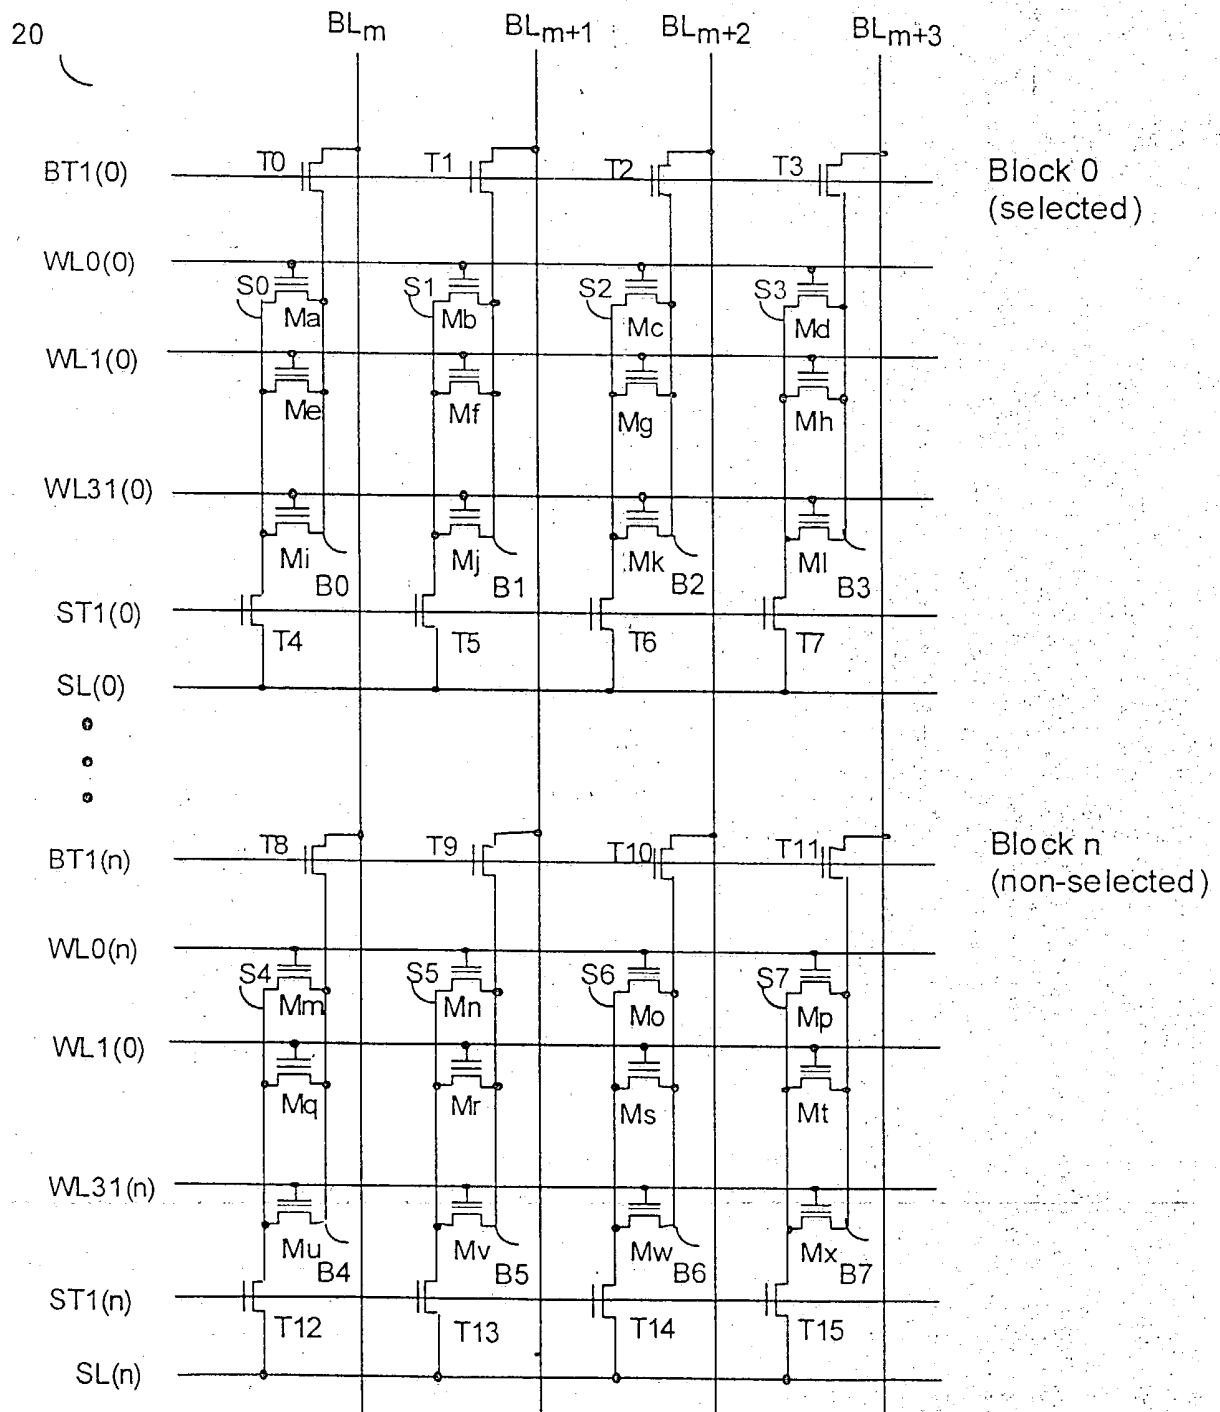 20
BLm BLm+1 BLm+2 BLm+3
BT1(0) T0 T1 T2 T3
Block 0
(selected)
WL0(0)
S0 S1 S2 S3
Ma Mb Mc Md
WL1(0)
Me Mf Mg Mh
WL31(0)
Mi Mj Mk Ml
B0 B1 B2 B3
ST1(0)
T4 T5 T6 T7
SL(0)
BT1(n) T8 T9 T10 T11
Block n
(non-selected)
WL0(n)
S4 S5 S6 S7
Mm Mn Mo Mp
WL1(0)
Mq Mr Ms Mt
WL31(n)
Mu Mv Mw Mx
B4 B5 B6 B7
ST1(n)
T12 T13 T14 T15
SL(n)